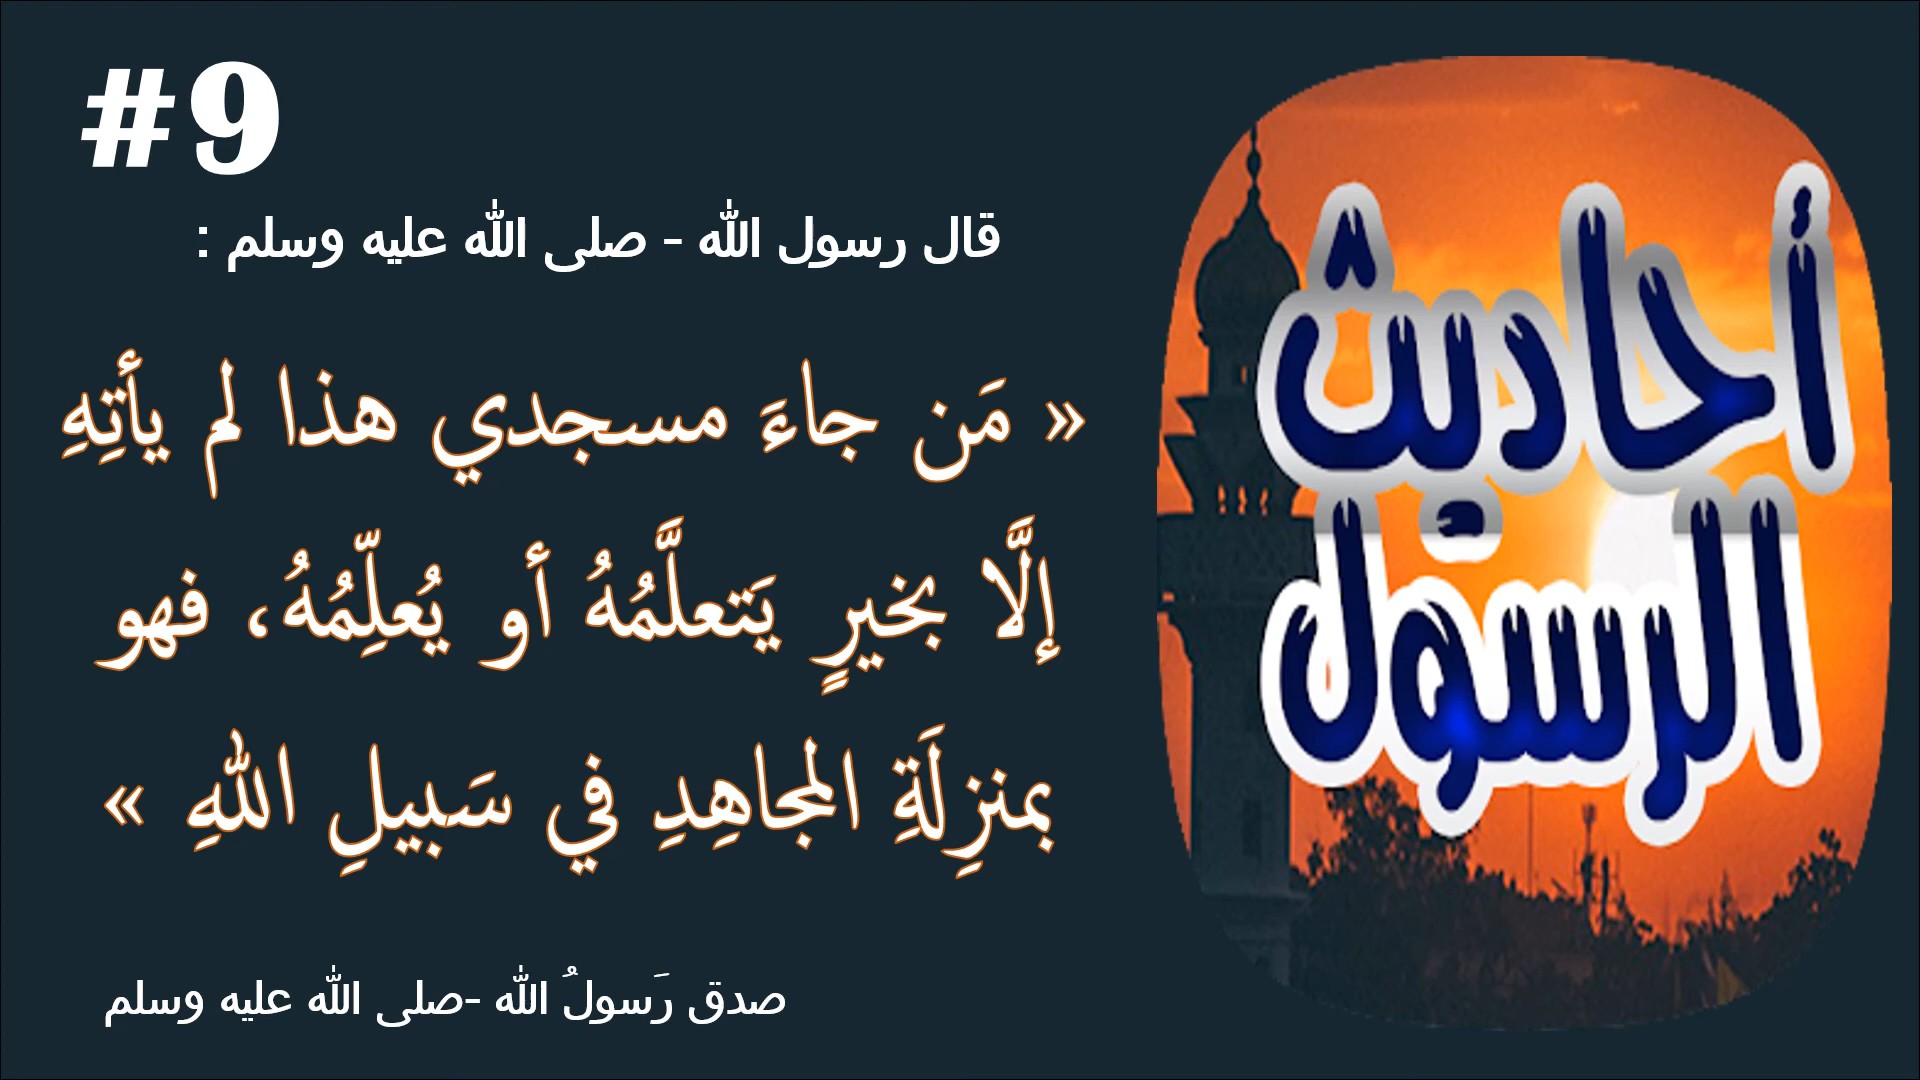 #9
قال رسول الله - صلى الله عليه وسلم :
« مَن جاءَ مسجدي هذا لم يأتِهِ
إلَّا بخيرٍ يَتعلَّمُهُ أو يُعلِّمُهُ، فهو
بمنزِلَةِ المجاهِدِ في سَبيلِ اللهِ »
صدق رَسولُ الله -صلى الله عليه وسلم
أحاديث
الرسول